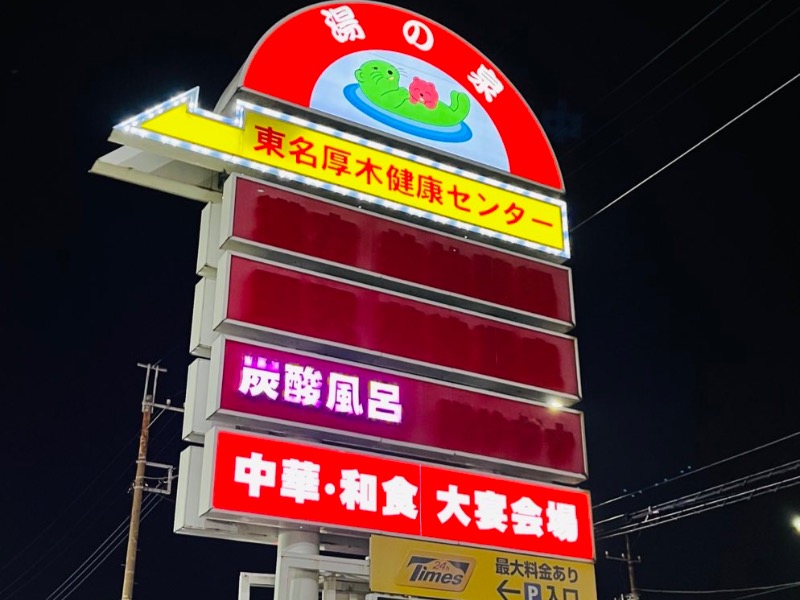 湯の泉
東名厚木健康センター
炭酸風呂
中華・和食 大宴会場
24h
Times
最大料金あり
←P入口